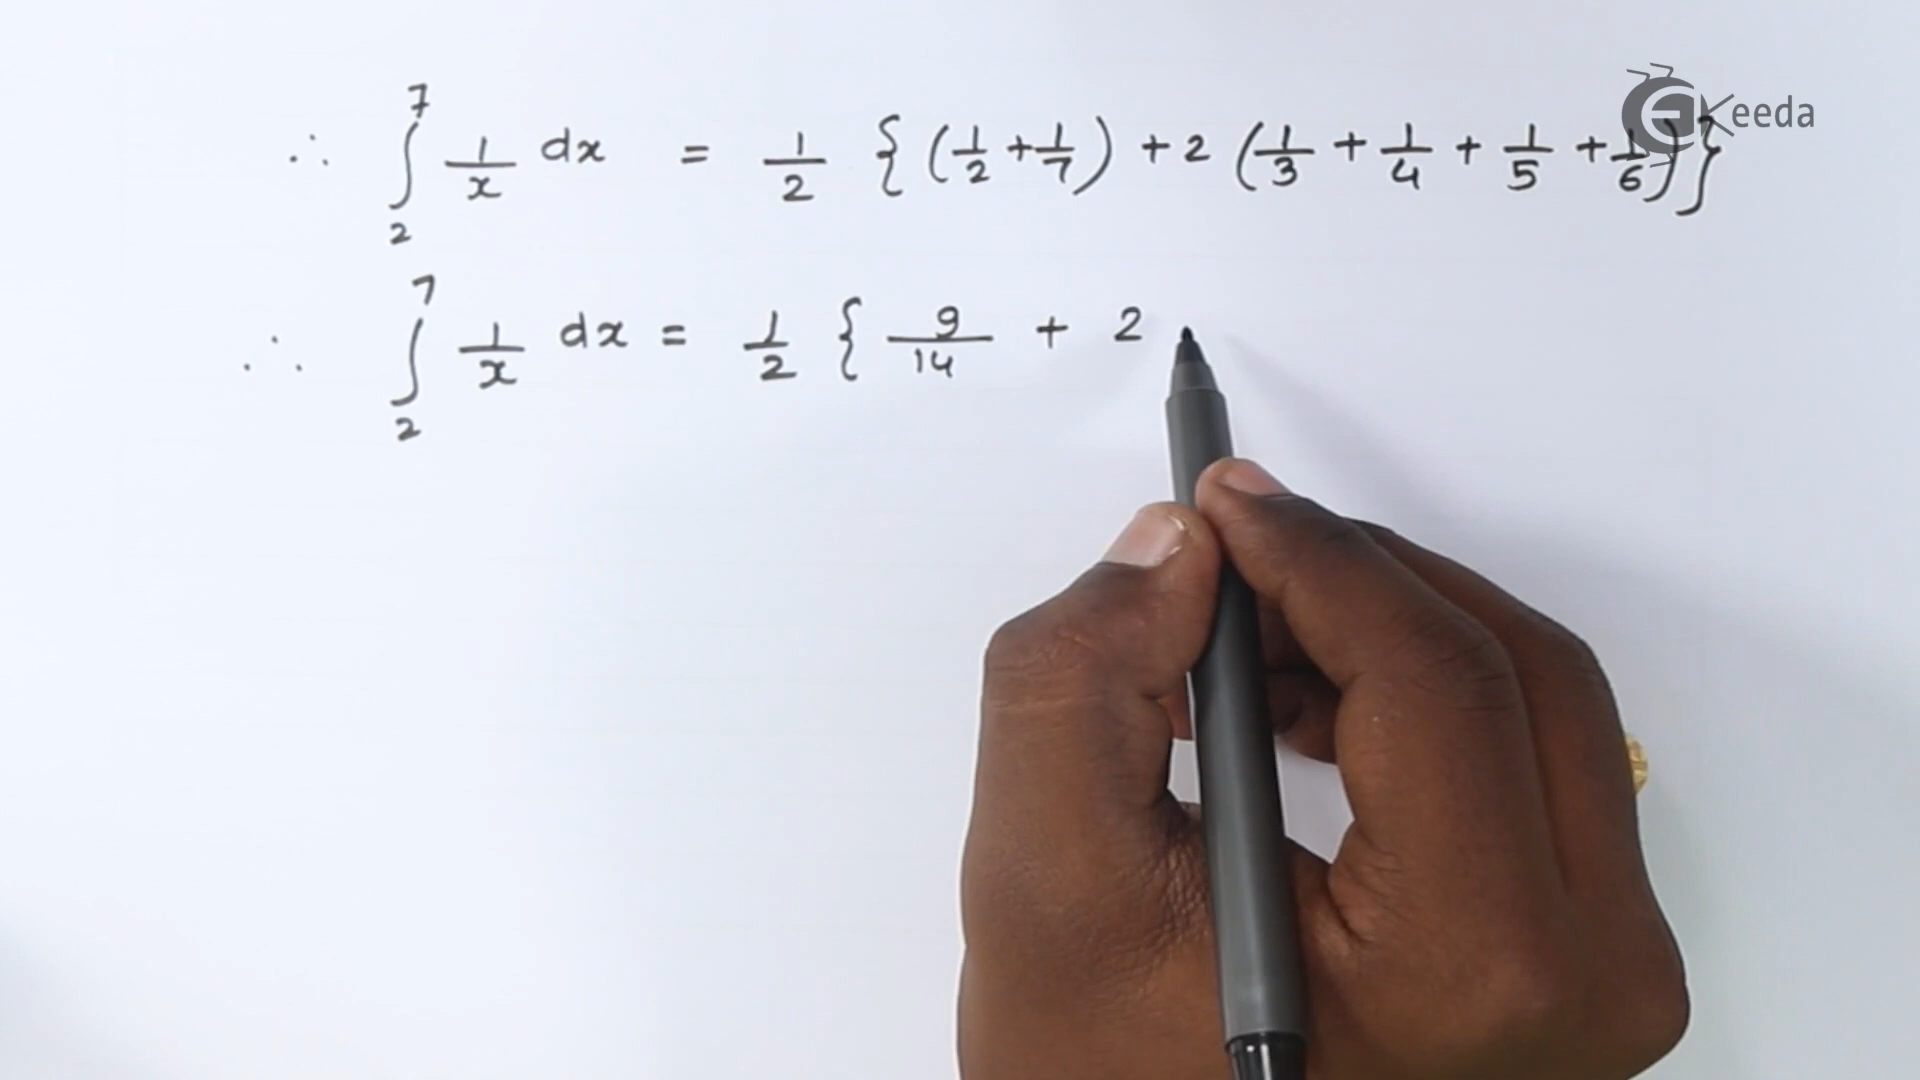 ∴ ∫₂⁷ 1/x dx = 1/2 {(1/2 + 1/7) + 2 (1/3 + 1/4 + 1/5 + 1/6)}
∴ ∫₂⁷ 1/x dx = 1/2 { 9/14 + 2
EKeeda